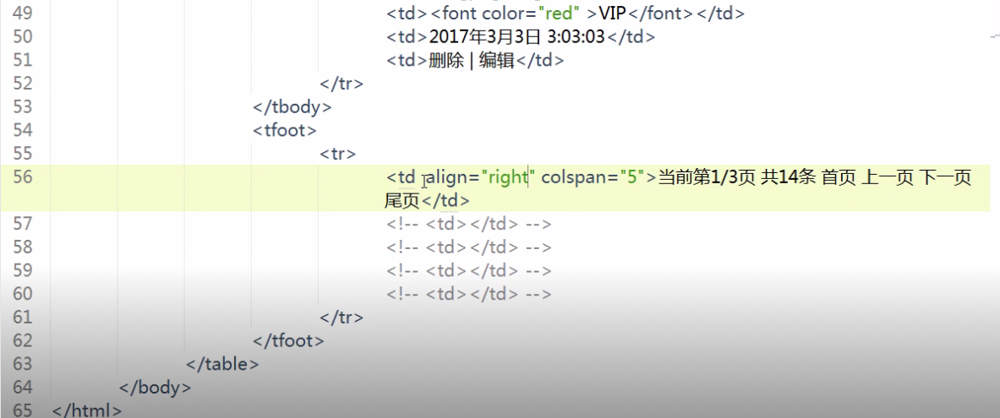 49 <td><font color="red" >VIP</font></td>
50 <td>2017年3月3日 3:03:03</td>
51 <td>删除 | 编辑</td>
52 </tr>
53 </tbody>
54 <tfoot>
55 <tr>
56 <td align="right" colspan="5">当前第1/3页 共14条 首页 上一页 下一页
尾页</td>
57 <!-- <td></td> -->
58 <!-- <td></td> -->
59 <!-- <td></td> -->
60 <!-- <td></td> -->
61 </tr>
62 </tfoot>
63 </table>
64 </body>
65 </html>